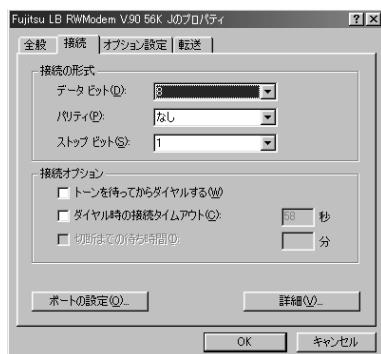 Fujitsu LB RWModem V.90 56K Jのプロパティ
全般 接続 オプション設定 転送
接続の形式
データ ビット(D): 8
パリティ(P): なし
ストップ ビット(S): 1
接続オプション
トーンを待ってからダイヤルする(W)
ダイヤル時の接続タイムアウト(C): 58 秒
切断までの待ち時間(I): 分
ポートの設定(O)... 詳細(V)...
OK キャンセル